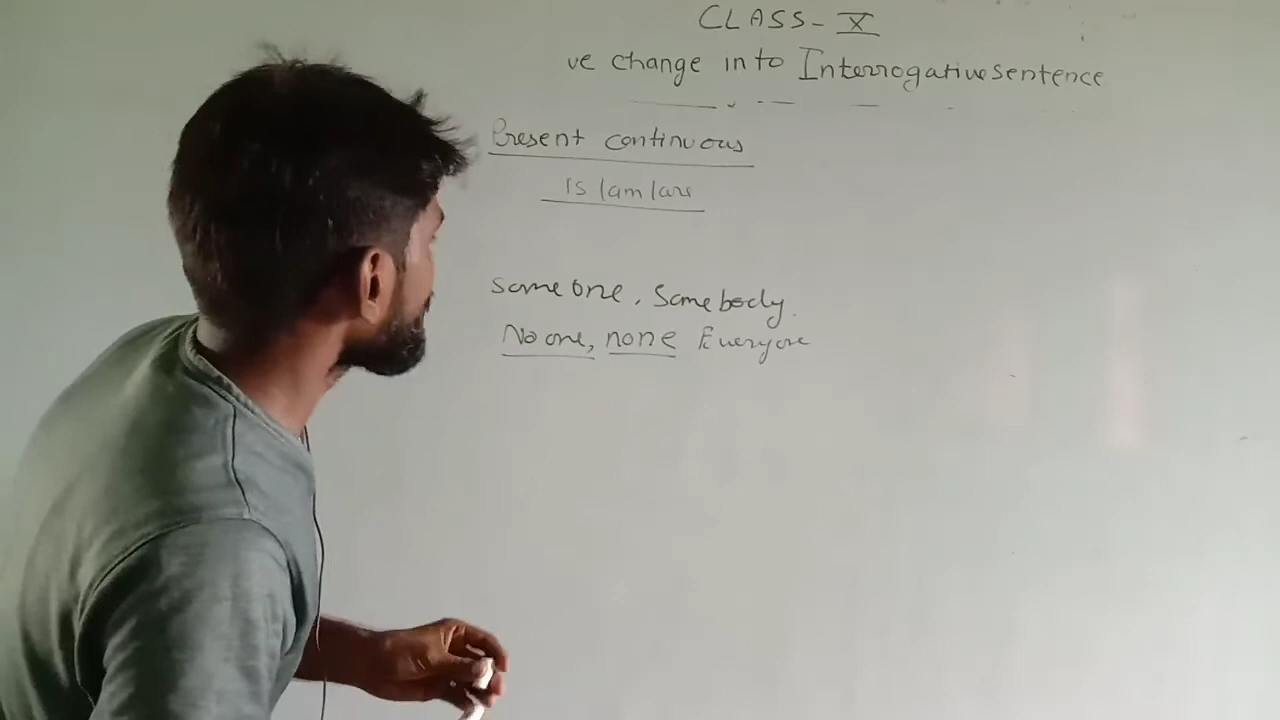 CLASS - X
ve change into Interrogative sentence
Present continuous
Is / am / are
some one, Some body.
No one, none Everyone